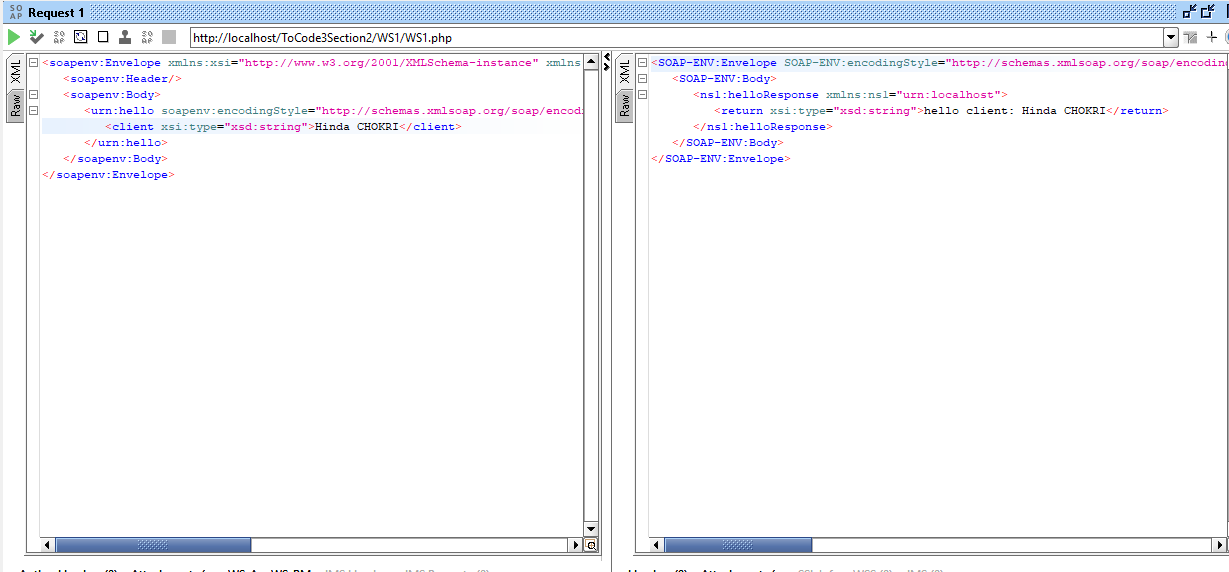 SO AP Request 1
http://localhost/ToCode3Section2/WS1/WS1.php
XML
Raw
<soapenv:Envelope xmlns:xsi="http://www.w3.org/2001/XMLSchema-instance" xmlns
<soapenv:Header/>
<soapenv:Body>
<urn:hello soapenv:encodingStyle="http://schemas.xmlsoap.org/soap/encodi
<client xsi:type="xsd:string">Hinda CHOKRI</client>
</urn:hello>
</soapenv:Body>
</soapenv:Envelope>
XML
Raw
<SOAP-ENV:Envelope SOAP-ENV:encodingStyle="http://schemas.xmlsoap.org/soap/encoding
<SOAP-ENV:Body>
<ns1:helloResponse xmlns:ns1="urn:localhost">
<return xsi:type="xsd:string">hello client: Hinda CHOKRI</return>
</ns1:helloResponse>
</SOAP-ENV:Body>
</SOAP-ENV:Envelope>